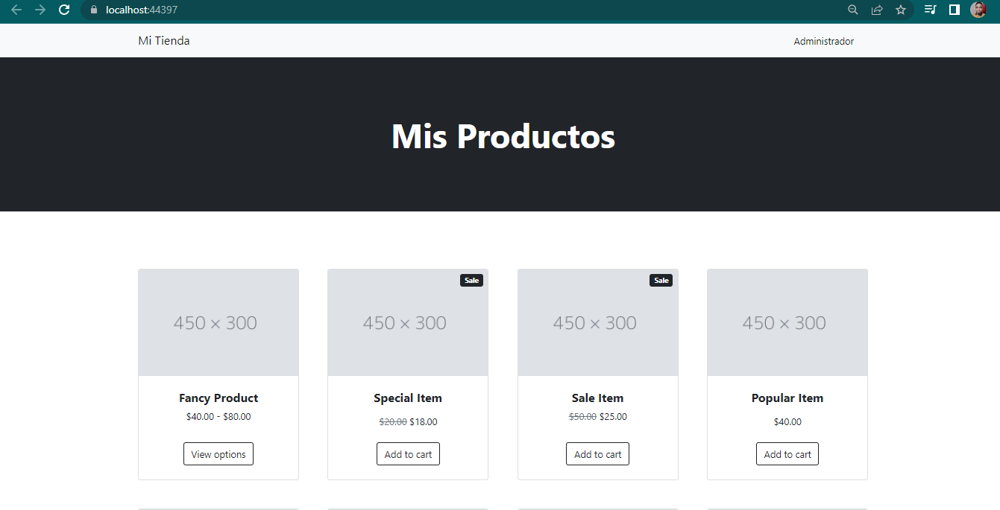 localhost:44397
Mi Tienda
Administrador
Mis Productos
450 × 300
Sale
450 × 300
Sale
450 × 300
450 × 300
Fancy Product
$40.00 - $80.00
View options
Special Item
$20.00 $18.00
Add to cart
Sale Item
$50.00 $25.00
Add to cart
Popular Item
$40.00
Add to cart